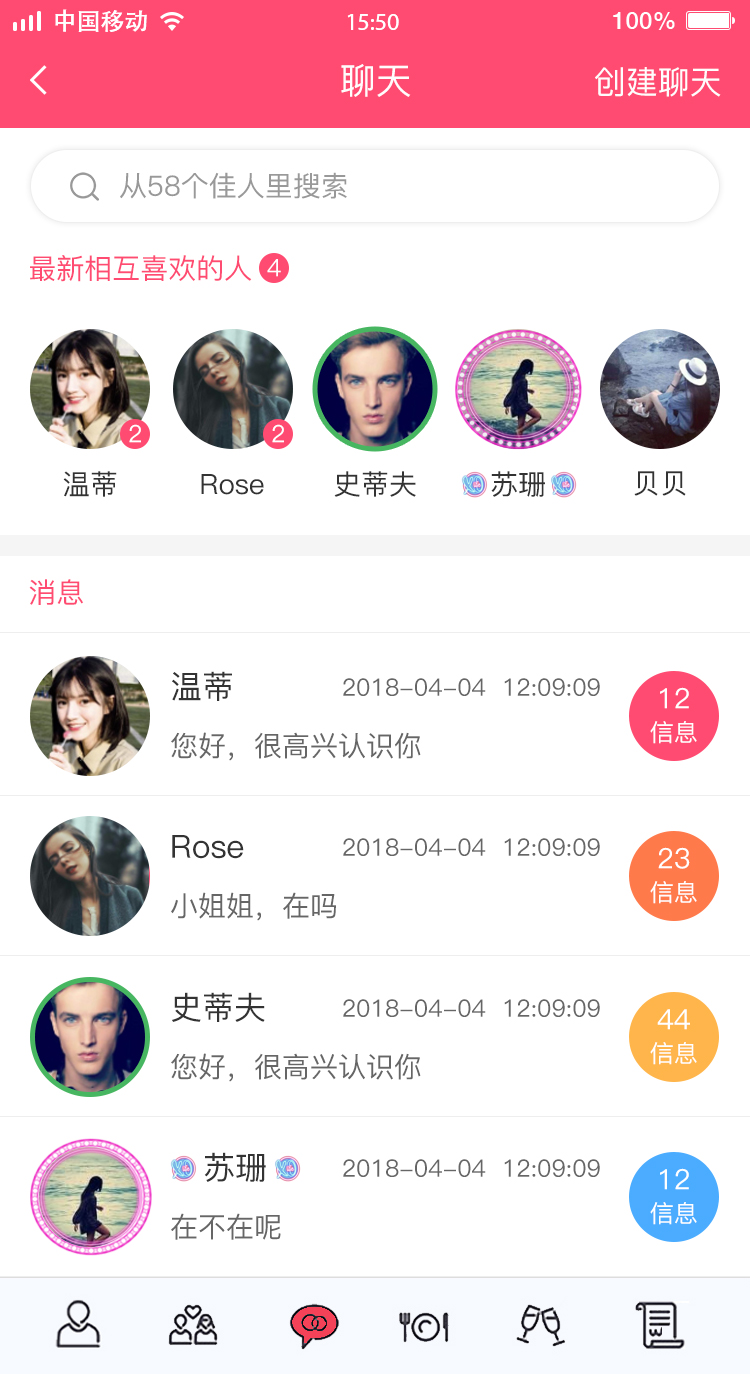 中国移动 15:50 100%
聊天 创建聊天
从58个佳人里搜索
最新相互喜欢的人 4
2 2
温蒂 Rose 史蒂夫 苏珊 贝贝
消息
温蒂 2018-04-04 12:09:09 12
您好，很高兴认识你 信息
Rose 2018-04-04 12:09:09 23
小姐姐，在吗 信息
史蒂夫 2018-04-04 12:09:09 44
您好，很高兴认识你 信息
苏珊 2018-04-04 12:09:09 12
在不在呢 信息